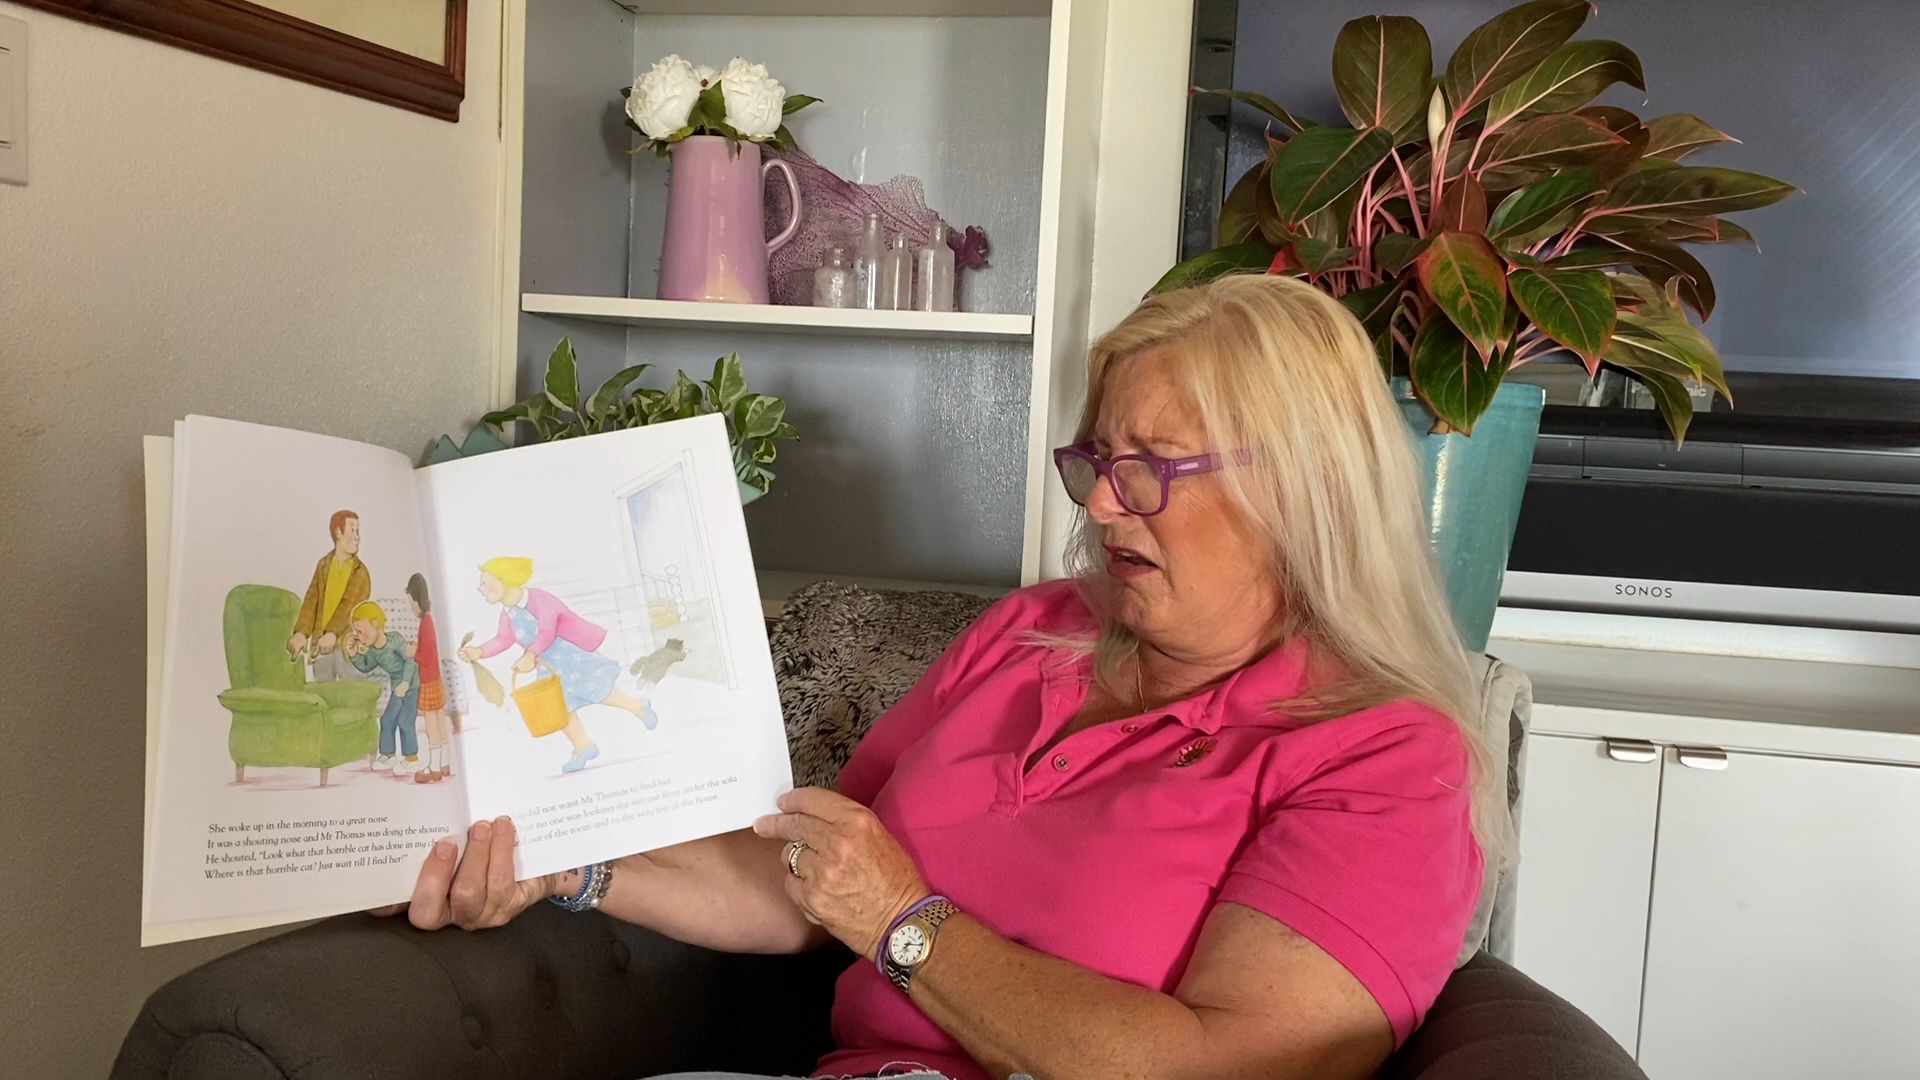 She woke up in the morning to a great noise.
It was a shouting noise and Mr Thomas was doing the shouting.
He shouted, "Look what that horrible cat has done in my
Where is that horrible cat? Just wait till I find her!"
did not want Mr Thomas to find her.
no one was looking she ran out from under the sofa
out of the room and to the very top of the house.
SONOS